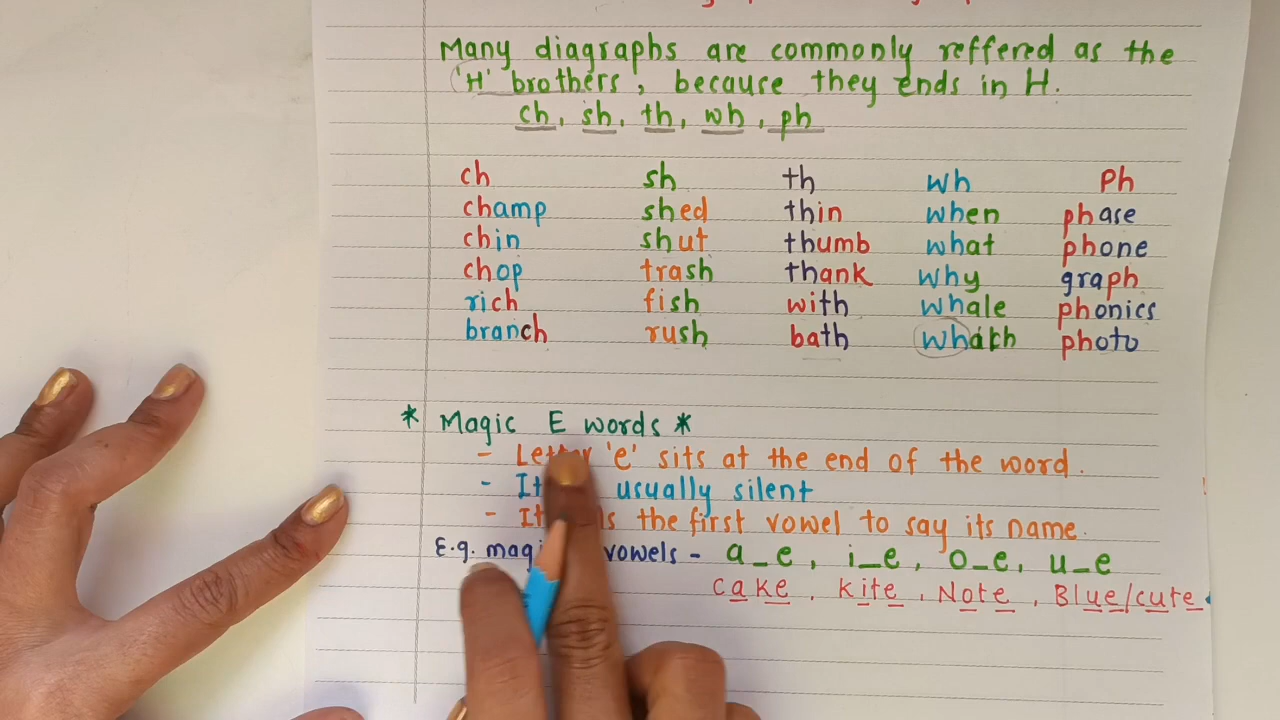 Many diagraphs are commonly reffered as the
'H' brothers, because they ends in H.
ch, sh, th, wh, ph
ch sh th wh Ph
champ shed thin when phase
chin shut thumb what phone
chop trash thank why graph
rich fish with whale phonics
branch rush bath photo
* Magic E words *
- 'e' sits at the end of the word.
- It usually silent
- the first vowel to say its name.
E.g. vowels - a_e, i_e, o_e, u_e
cake, kite, Note, Blue/cute